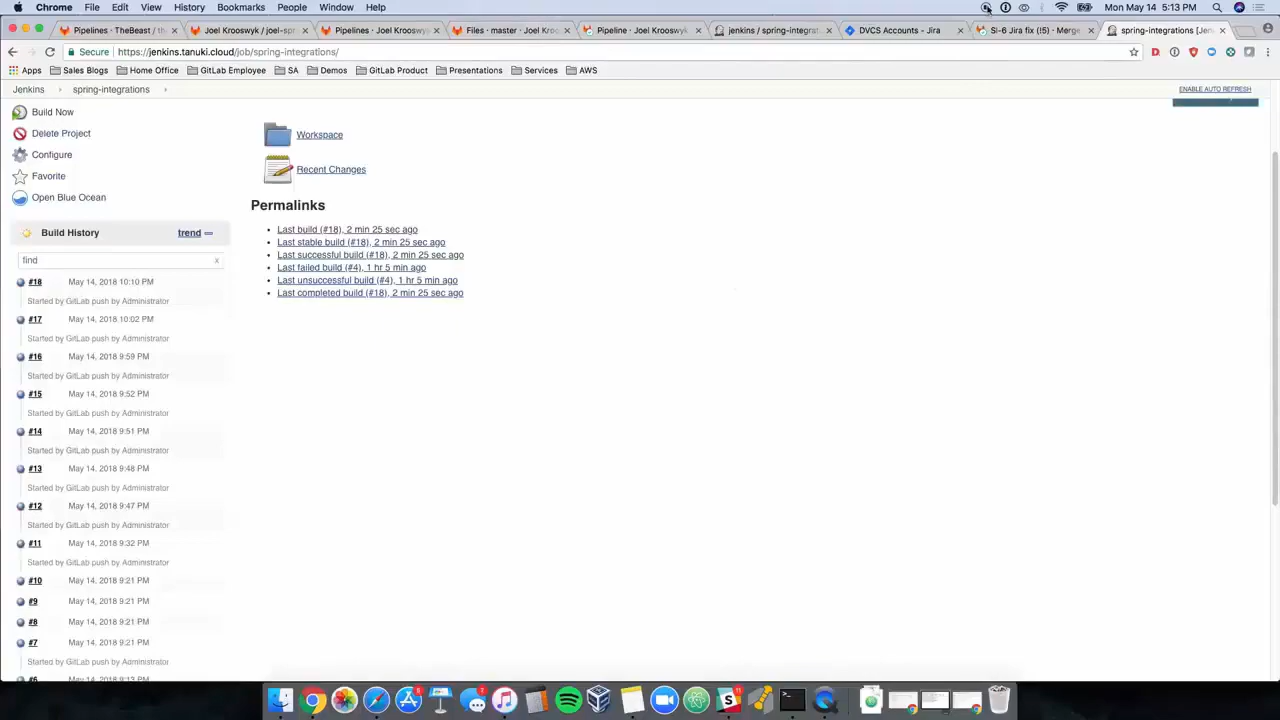 Chrome File Edit View History Bookmarks People Window Help Mon May 14 5:13 PM
Pipelines · TheBeast / th Joel Krooswyk / joel-spr Pipelines · Joel Krooswy Files · master · Joel Kroo Pipeline · Joel Krooswyk jenkins / spring-integrat DVCS Accounts - Jira SI-6 Jira fix (!5) · Merge spring-integrations [Jen
Secure https://jenkins.tanuki.cloud/job/spring-integrations/
Apps Sales Blogs Home Office GitLab Employee SA Demos GitLab Product Presentations Services AWS
Jenkins spring-integrations ENABLE AUTO REFRESH
Build Now
Delete Project
Configure
Favorite
Open Blue Ocean
Build History trend
find x
#18 May 14, 2018 10:10 PM
Started by GitLab push by Administrator
#17 May 14, 2018 10:02 PM
Started by GitLab push by Administrator
#16 May 14, 2018 9:59 PM
Started by GitLab push by Administrator
#15 May 14, 2018 9:52 PM
Started by GitLab push by Administrator
#14 May 14, 2018 9:51 PM
Started by GitLab push by Administrator
#13 May 14, 2018 9:48 PM
Started by GitLab push by Administrator
#12 May 14, 2018 9:47 PM
Started by GitLab push by Administrator
#11 May 14, 2018 9:32 PM
Started by GitLab push by Administrator
#10 May 14, 2018 9:21 PM
#9 May 14, 2018 9:21 PM
#8 May 14, 2018 9:21 PM
#7 May 14, 2018 9:21 PM
Started by GitLab push by Administrator
Workspace
Recent Changes
Permalinks
Last build (#18), 2 min 25 sec ago
Last stable build (#18), 2 min 25 sec ago
Last successful build (#18), 2 min 25 sec ago
Last failed build (#4), 1 hr 5 min ago
Last unsuccessful build (#4), 1 hr 5 min ago
Last completed build (#18), 2 min 25 sec ago